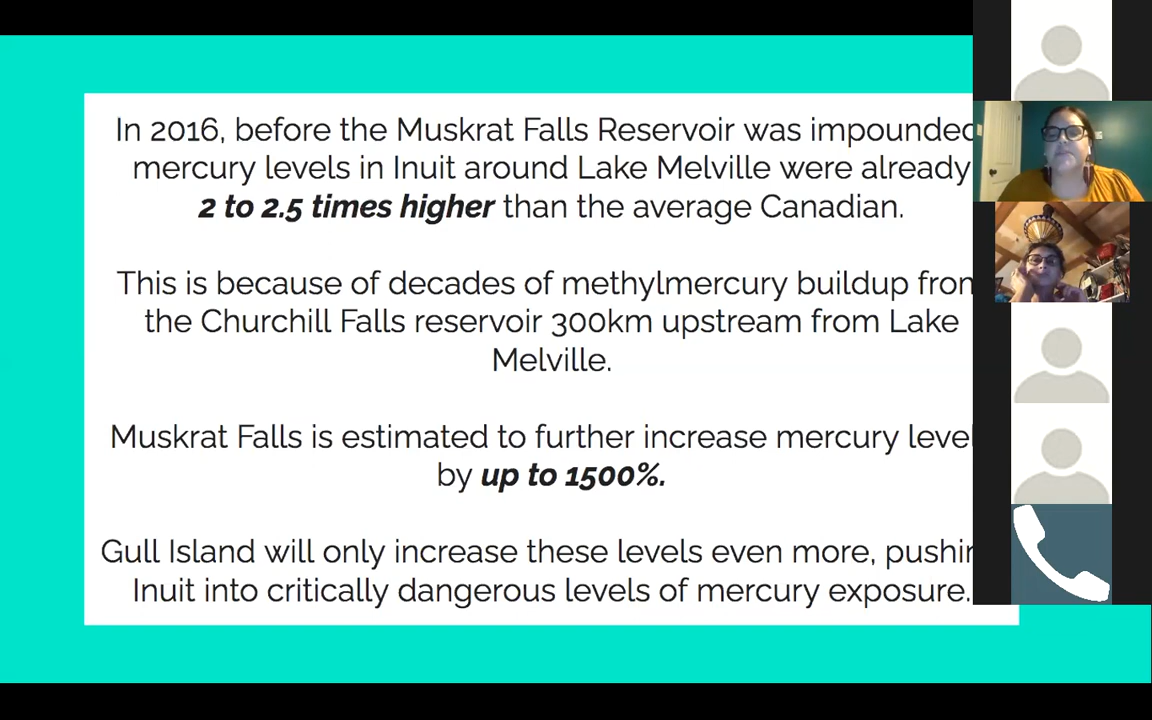 In 2016, before the Muskrat Falls Reservoir was impounded
mercury levels in Inuit around Lake Melville were already
2 to 2.5 times higher than the average Canadian.
This is because of decades of methylmercury buildup from
the Churchill Falls reservoir 300km upstream from Lake
Melville.
Muskrat Falls is estimated to further increase mercury level
by up to 1500%.
Gull Island will only increase these levels even more, pushin
Inuit into critically dangerous levels of mercury exposure.